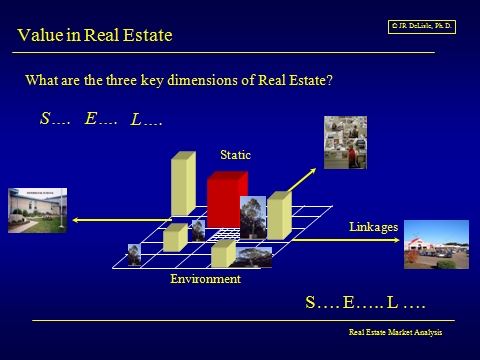 Value in Real Estate
© JR DeLisle, Ph.D.
What are the three key dimensions of Real Estate?
S…. E…. L….
Static
Linkages
Environment
S…. E….. L ….
Real Estate Market Analysis